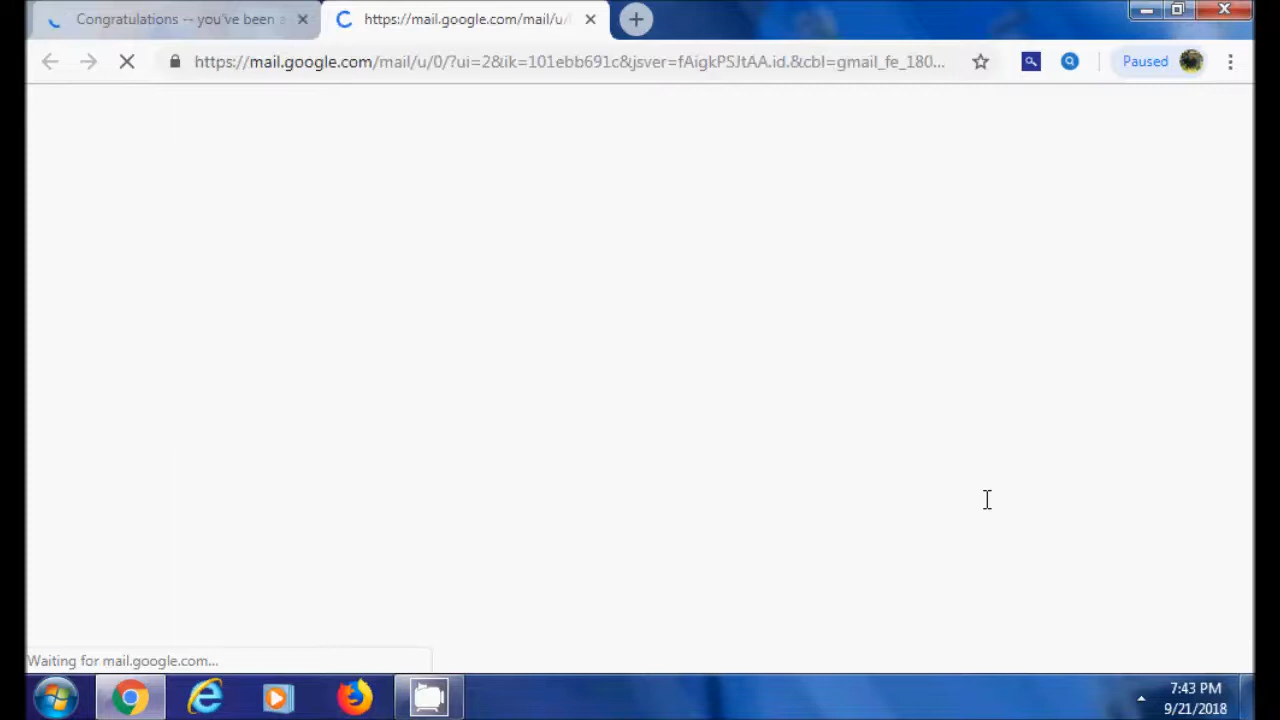 Congratulations -- you've been a
https://mail.google.com/mail/u/
https://mail.google.com/mail/u/0/?ui=2&ik=101ebb691c&jsver=fAigkPSJtAA.id.&cbl=gmail_fe_180...
Paused
Waiting for mail.google.com...
7:43 PM
9/21/2018